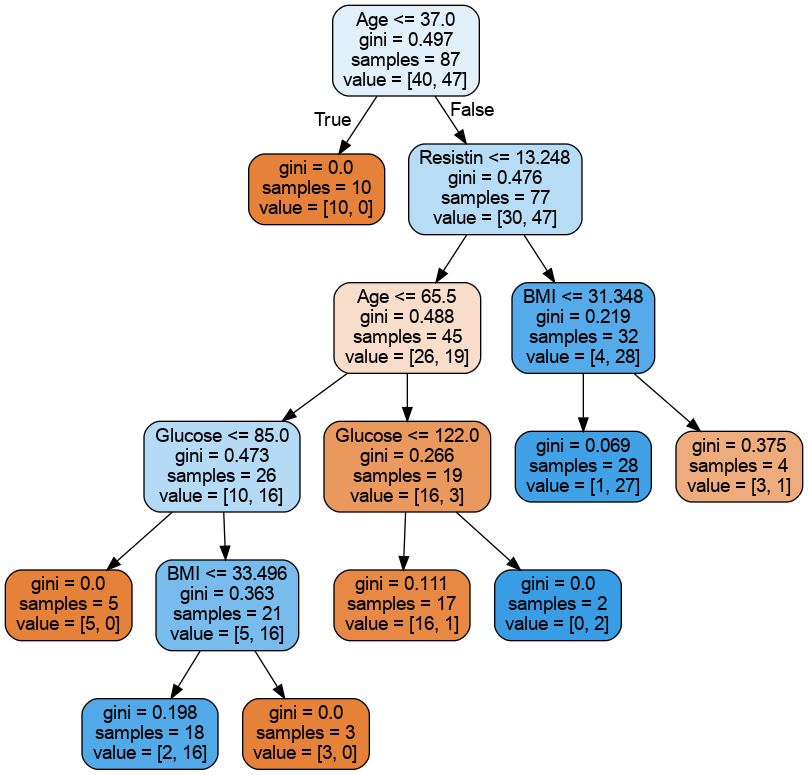 Age <= 37.0
gini = 0.497
samples = 87
value = [40, 47]
True
False
gini = 0.0
samples = 10
value = [10, 0]
Resistin <= 13.248
gini = 0.476
samples = 77
value = [30, 47]
Age <= 65.5
gini = 0.488
samples = 45
value = [26, 19]
BMI <= 31.348
gini = 0.219
samples = 32
value = [4, 28]
Glucose <= 85.0
gini = 0.473
samples = 26
value = [10, 16]
Glucose <= 122.0
gini = 0.266
samples = 19
value = [16, 3]
gini = 0.069
samples = 28
value = [1, 27]
gini = 0.375
samples = 4
value = [3, 1]
gini = 0.0
samples = 5
value = [5, 0]
BMI <= 33.496
gini = 0.363
samples = 21
value = [5, 16]
gini = 0.111
samples = 17
value = [16, 1]
gini = 0.0
samples = 2
value = [0, 2]
gini = 0.198
samples = 18
value = [2, 16]
gini = 0.0
samples = 3
value = [3, 0]